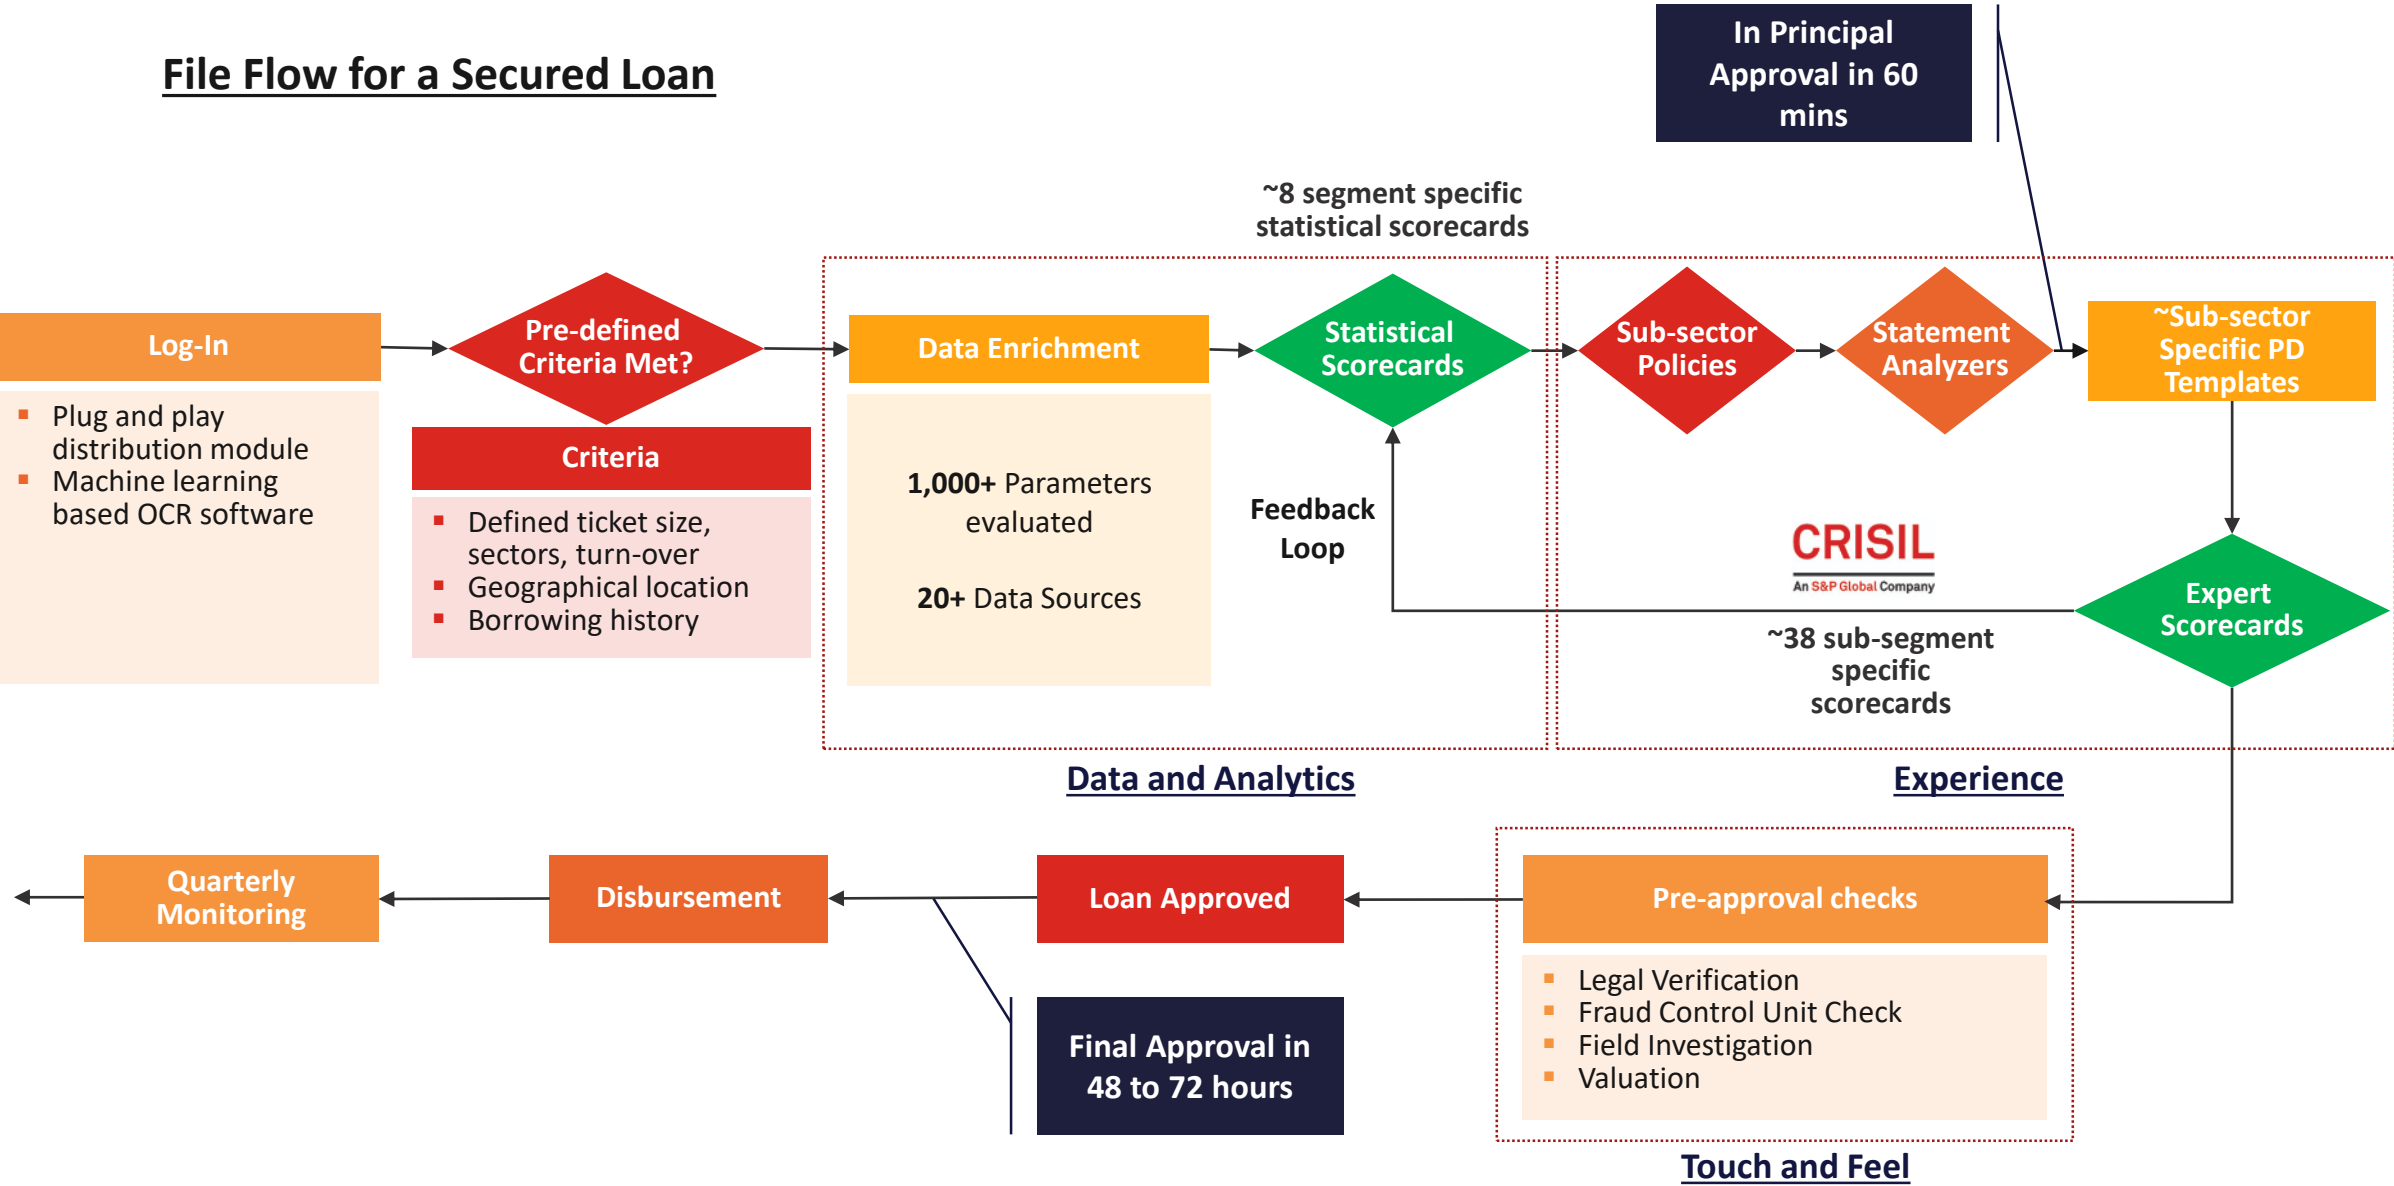 File Flow for a Secured Loan
In Principal
Approval in 60
mins
~8 segment specific
statistical scorecards
Log-In
Plug and play
distribution module
Machine learning
based OCR software
Pre-defined
Criteria Met?
Criteria
Defined ticket size,
sectors, turn-over
Geographical location
Borrowing history
Data Enrichment
1,000+ Parameters
evaluated
20+ Data Sources
Statistical
Scorecards
Feedback
Loop
Sub-sector
Policies
Statement
Analyzers
~Sub-sector
Specific PD
Templates
CRISIL
An S&P Global Company
~38 sub-segment
specific
scorecards
Expert
Scorecards
Data and Analytics
Experience
Quarterly
Monitoring
Disbursement
Loan Approved
Pre-approval checks
Legal Verification
Fraud Control Unit Check
Field Investigation
Valuation
Final Approval in
48 to 72 hours
Touch and Feel